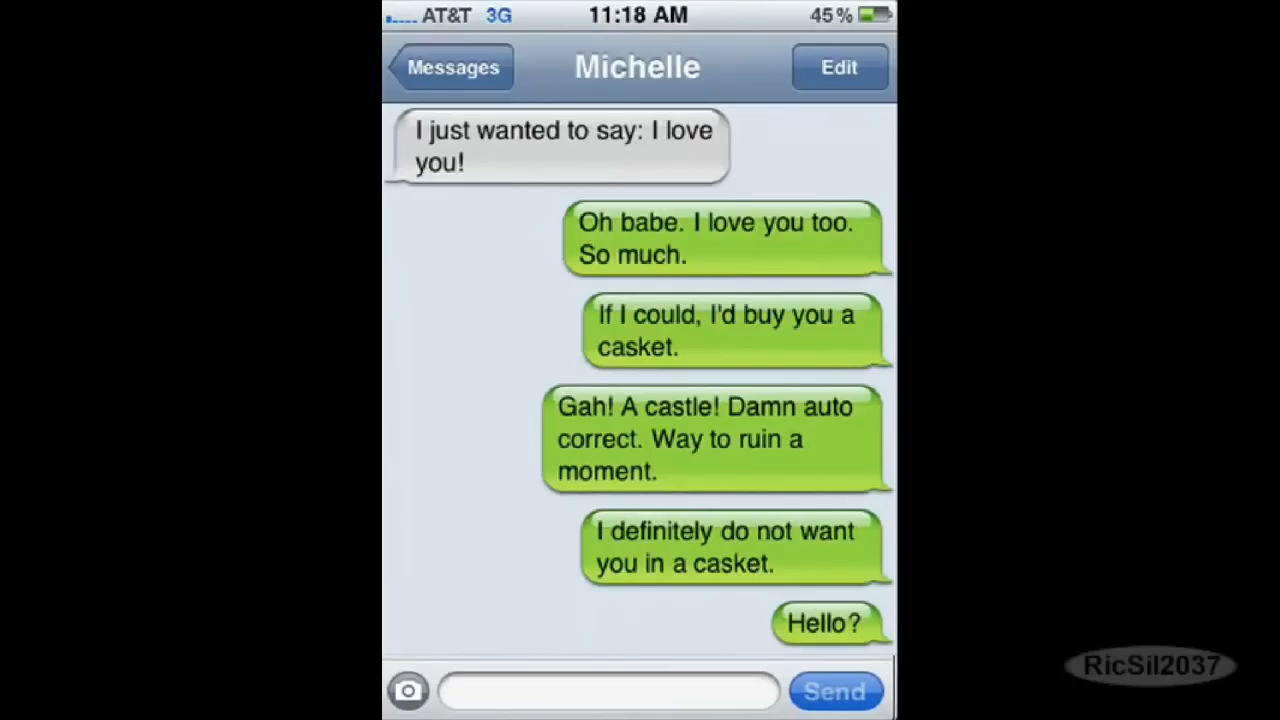 AT&T 3G 11:18 AM 45%
Messages Michelle Edit
I just wanted to say: I love
you!
Oh babe. I love you too.
So much.
If I could, I'd buy you a
casket.
Gah! A castle! Damn auto
correct. Way to ruin a
moment.
I definitely do not want
you in a casket.
Hello?
Send
RicSil2037